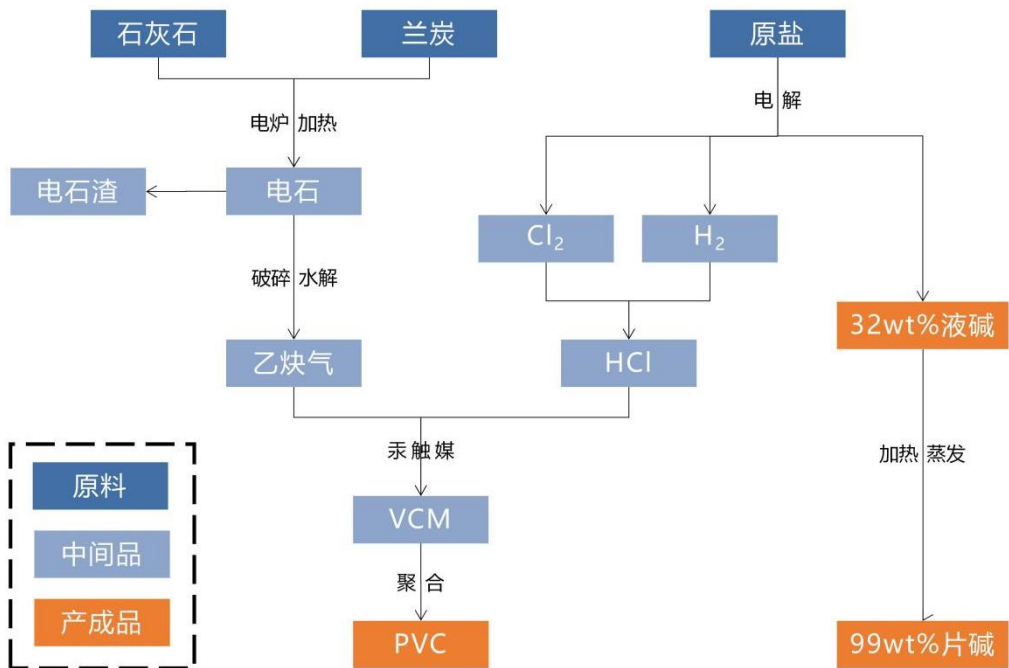 石灰石
兰炭
原盐
电炉 加热
电 解
电石渣
电石
Cl₂
H₂
破碎 水解
32wt%液碱
乙炔气
HCl
汞 触 媒
加热 蒸发
原料
VCM
中间品
聚 合
产成品
PVC
99wt%片碱